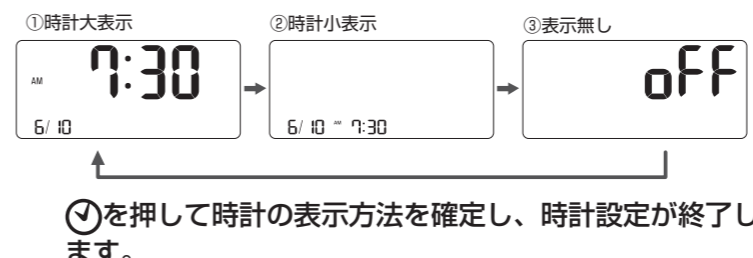 ①時計大表示 ②時計小表示 ③表示無し
AM 7:30 oFF
6/10 6/10 AM 7:30
を押して時計の表示方法を確定し、時計設定が終了し
ます。